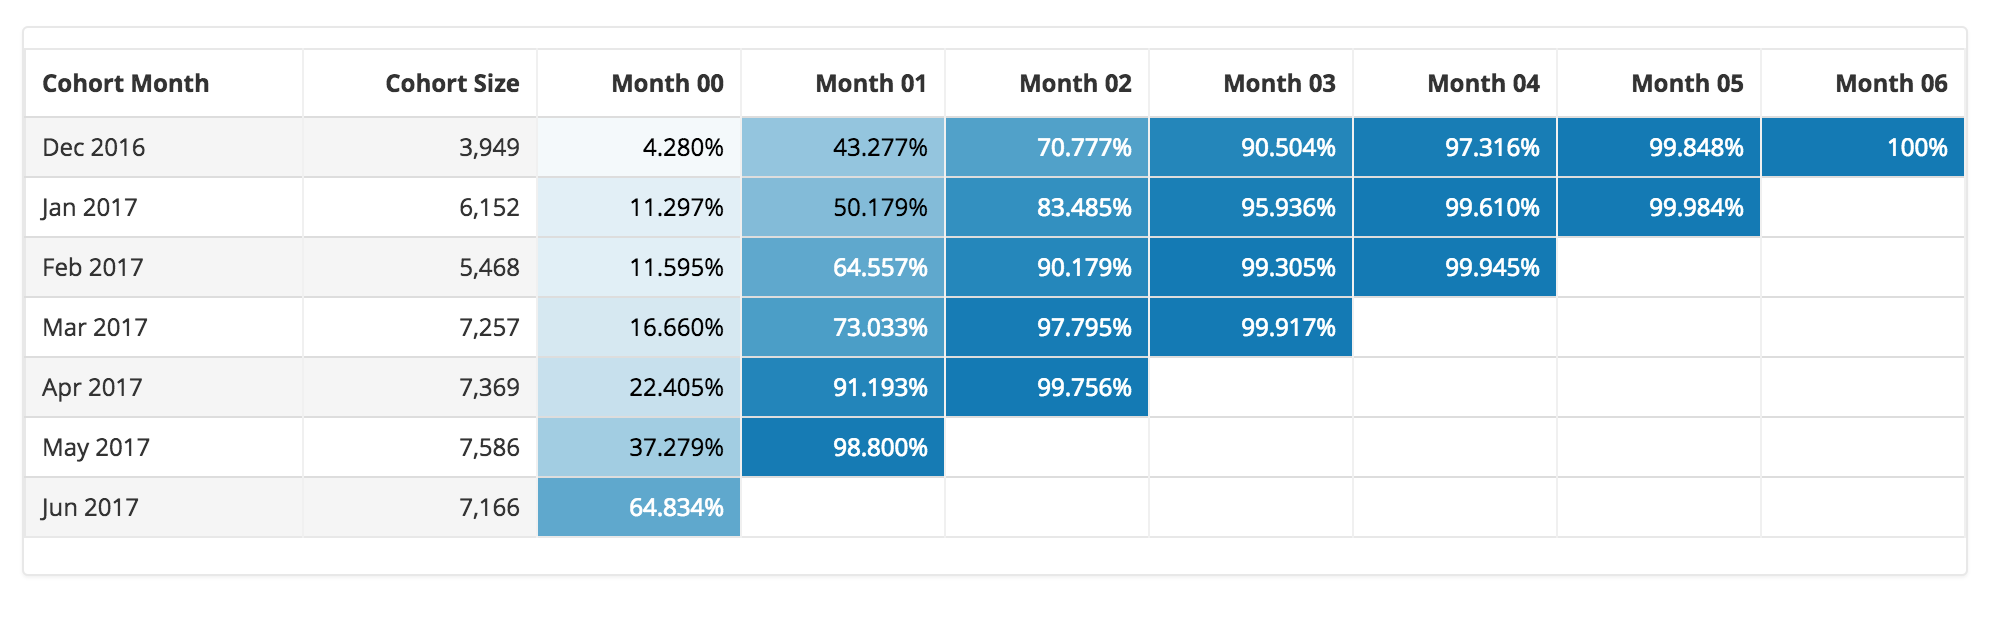 Cohort Month Cohort Size Month 00 Month 01 Month 02 Month 03 Month 04 Month 05 Month 06
Dec 2016 3,949 4.280% 43.277% 70.777% 90.504% 97.316% 99.848% 100%
Jan 2017 6,152 11.297% 50.179% 83.485% 95.936% 99.610% 99.984%
Feb 2017 5,468 11.595% 64.557% 90.179% 99.305% 99.945%
Mar 2017 7,257 16.660% 73.033% 97.795% 99.917%
Apr 2017 7,369 22.405% 91.193% 99.756%
May 2017 7,586 37.279% 98.800%
Jun 2017 7,166 64.834%